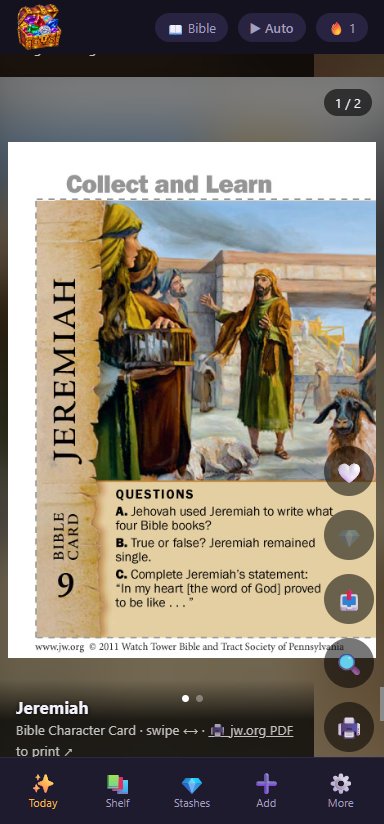 Bible
Auto
1
1 / 2
Collect and Learn
JEREMIAH
BIBLE
CARD
9
QUESTIONS
A. Jehovah used Jeremiah to write what
four Bible books?
B. True or false? Jeremiah remained
single.
C. Complete Jeremiah’s statement:
“In my heart [the word of God] proved
to be like . . . ”
www.jw.org © 2011 Watch Tower Bible and Tract Society of Pennsylvania
Jeremiah
Bible Character Card · swipe ↔ · jw.org PDF
to print ↗
Today Shelf Stashes Add More